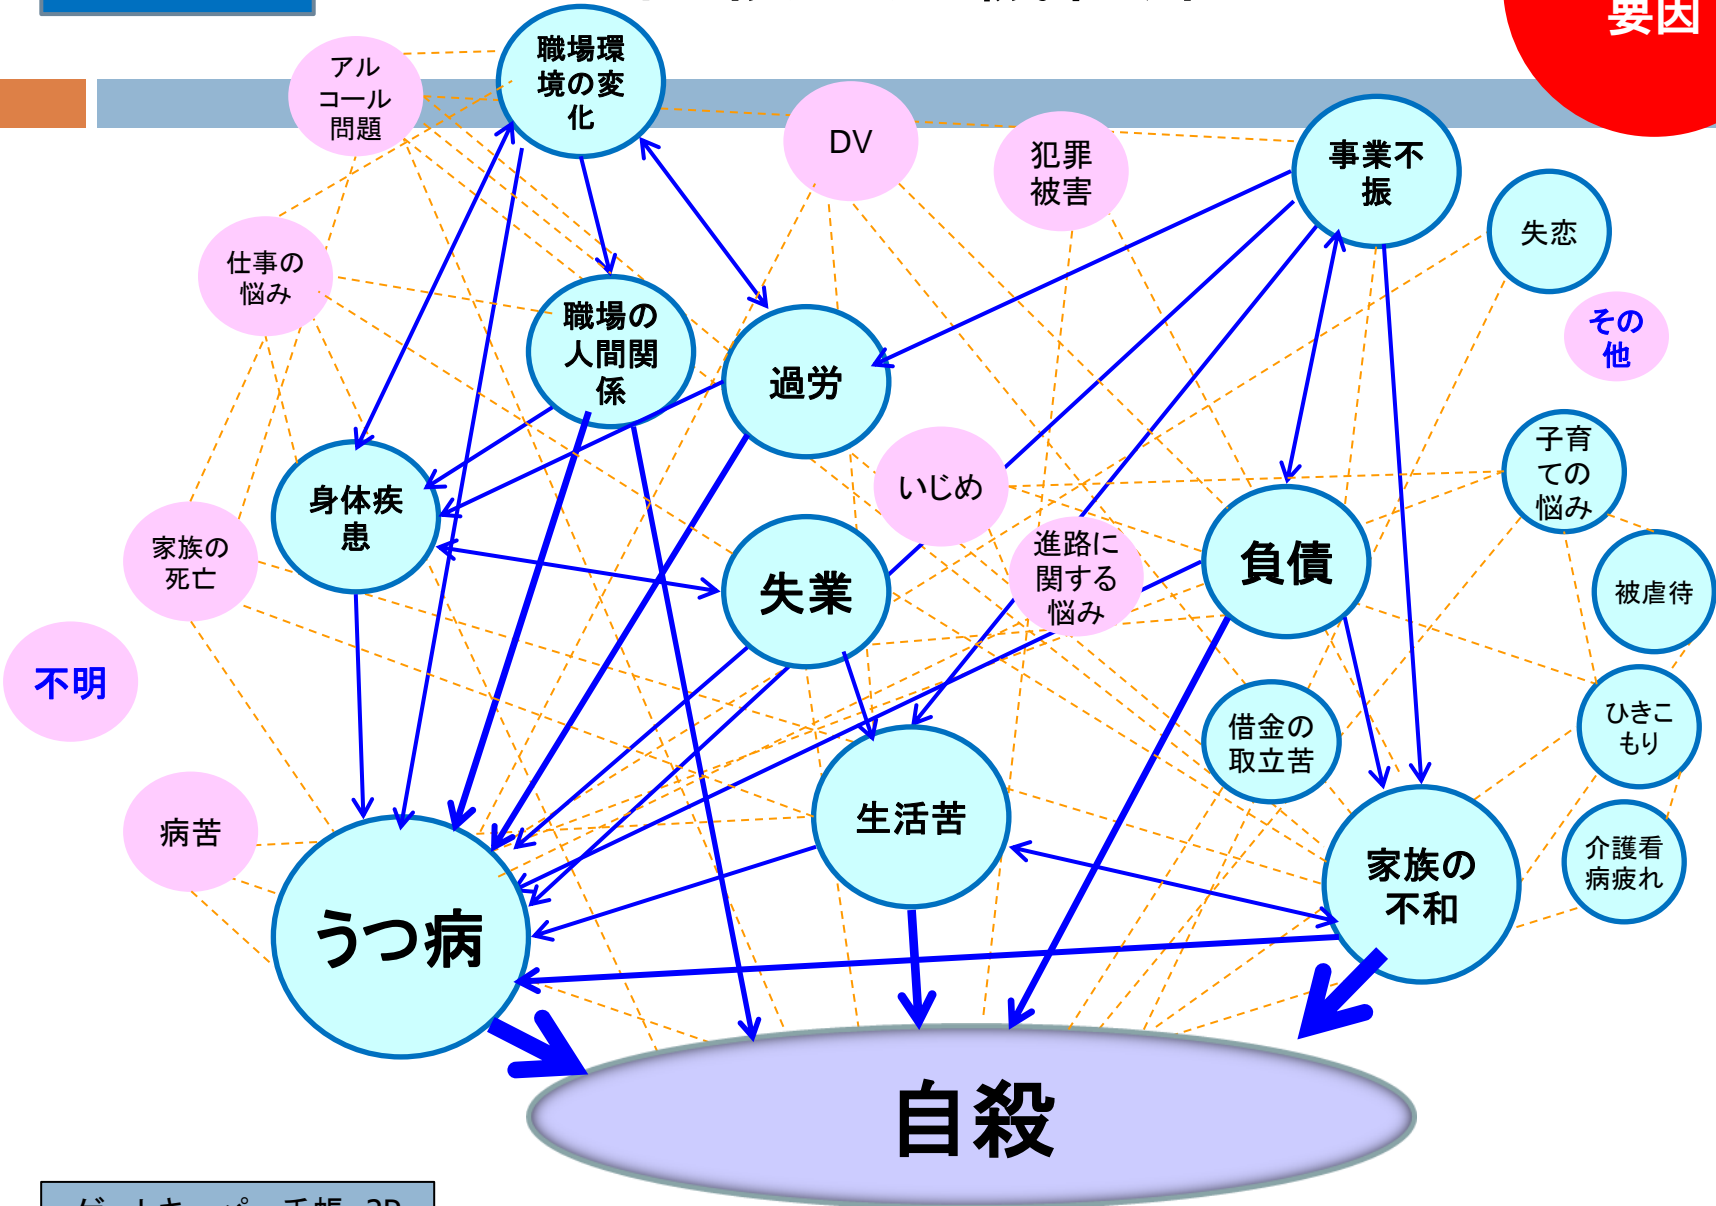 要因
職場環
境の変
化
アル
コール
問題
DV
犯罪
被害
事業不
振
失恋
仕事の
悩み
その
他
職場の
人間関
係
過労
子育
ての
悩み
いじめ
身体疾
患
進路に
関する
悩み
負債
家族の
死亡
失業
被虐待
不明
ひきこ
もり
借金の
取立苦
病苦
生活苦
介護看
病疲れ
家族の
不和
うつ病
自殺